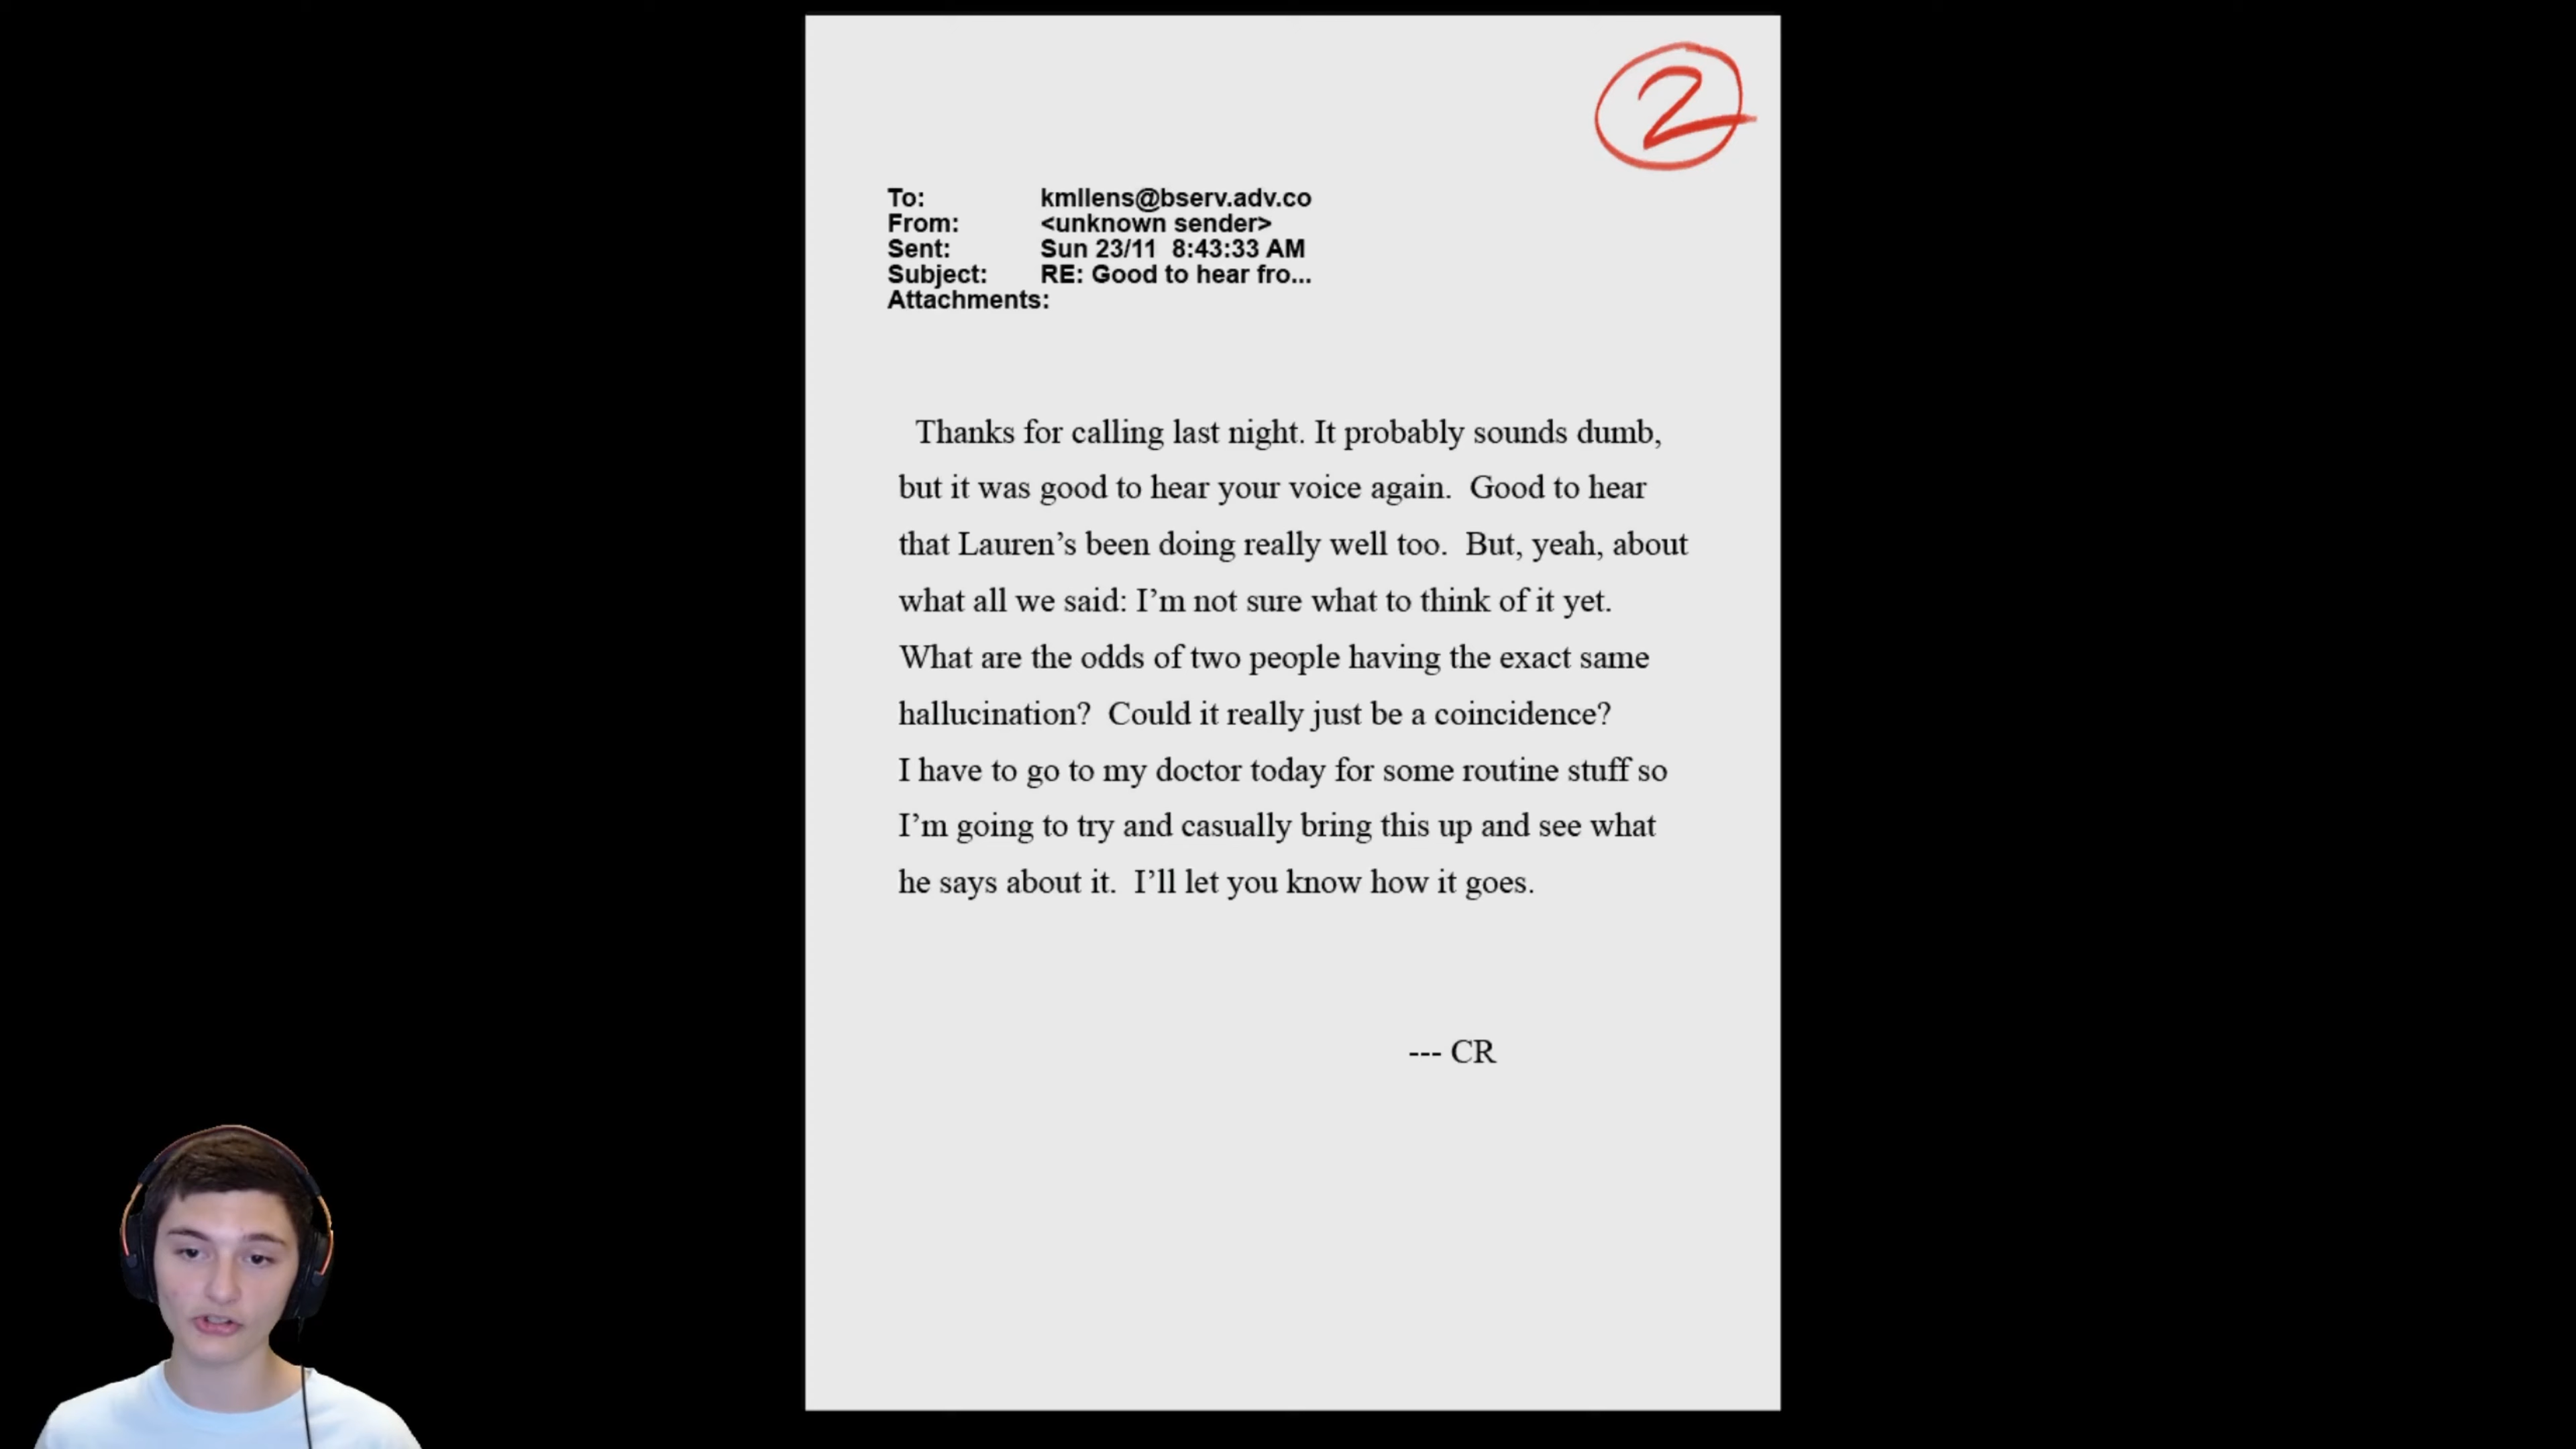 2
To: kmllens@bserv.adv.co
From: <unknown sender>
Sent: Sun 23/11  8:43:33 AM
Subject: RE: Good to hear fro...
Attachments:
Thanks for calling last night. It probably sounds dumb,
but it was good to hear your voice again.  Good to hear
that Lauren’s been doing really well too.  But, yeah, about
what all we said: I’m not sure what to think of it yet.
What are the odds of two people having the exact same
hallucination?  Could it really just be a coincidence?
I have to go to my doctor today for some routine stuff so
I’m going to try and casually bring this up and see what
he says about it.  I’ll let you know how it goes.
--- CR